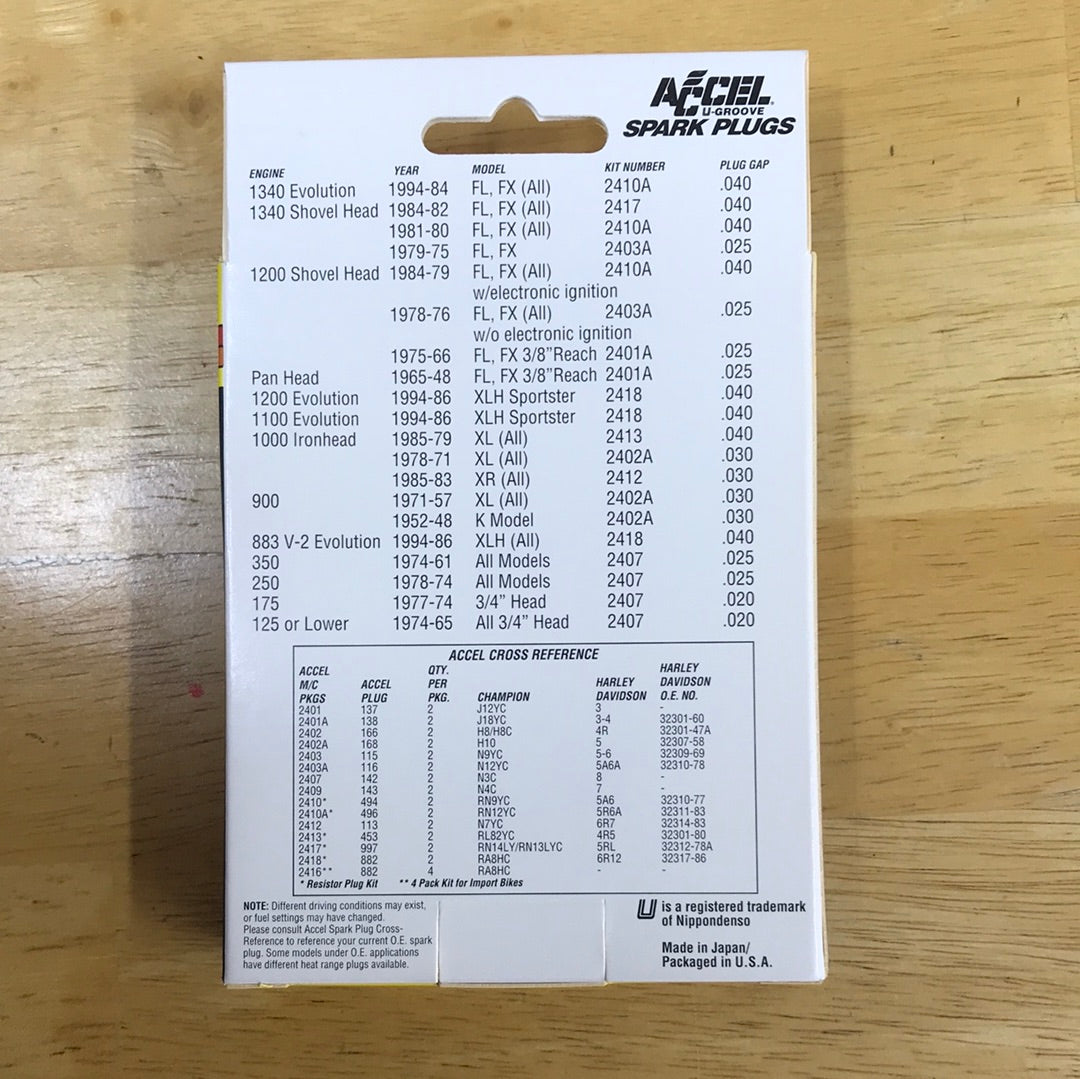 ACCEL®
U-GROOVE
SPARK PLUGS
ENGINE YEAR MODEL KIT NUMBER PLUG GAP
1340 Evolution 1994-84 FL, FX (All) 2410A .040
1340 Shovel Head 1984-82 FL, FX (All) 2417 .040
1981-80 FL, FX (All) 2410A .040
1979-75 FL, FX 2403A .025
1200 Shovel Head 1984-79 FL, FX (All) 2410A .040
w/electronic ignition
1978-76 FL, FX (All) 2403A .025
w/o electronic ignition
1975-66 FL, FX 3/8”Reach 2401A .025
Pan Head 1965-48 FL, FX 3/8”Reach 2401A .025
1200 Evolution 1994-86 XLH Sportster 2418 .040
1100 Evolution 1994-86 XLH Sportster 2418 .040
1000 Ironhead 1985-79 XL (All) 2413 .040
1978-71 XL (All) 2402A .030
1985-83 XR (All) 2412 .030
900 1971-57 XL (All) 2402A .030
1952-48 K Model 2402A .030
883 V-2 Evolution 1994-86 XLH (All) 2418 .040
350 1974-61 All Models 2407 .025
250 1978-74 All Models 2407 .025
175 1977-74 3/4” Head 2407 .020
125 or Lower 1974-65 All 3/4” Head 2407 .020
ACCEL CROSS REFERENCE
ACCEL M/C PKGS ACCEL PLUG QTY. PER PKG. CHAMPION HARLEY DAVIDSON HARLEY DAVIDSON O.E. NO.
2401 137 2 J12YC 3 -
2401A 138 2 J18YC 3-4 32301-60
2402 166 2 H8/H8C 4R 32301-47A
2402A 168 2 H10 5 32307-58
2403 115 2 N9YC 5-6 32309-69
2403A 116 2 N12YC 5A6A 32310-78
2407 142 2 N3C 8 -
2409 143 2 N4C 7 -
2410* 494 2 RN9YC 5A6 32310-77
2410A* 496 2 RN12YC 5R6A 32311-83
2412 113 2 N7YC 6R7 32314-83
2413* 453 2 RL82YC 4R5 32301-80
2417* 997 2 RN14LY/RN13LYC 5RL 32312-78A
2418* 882 2 RA8HC 6R12 32317-86
2416** 882 4 RA8HC - -
* Resistor Plug Kit ** 4 Pack Kit for Import Bikes
NOTE: Different driving conditions may exist,
or fuel settings may have changed.
Please consult Accel Spark Plug Cross-
Reference to reference your current O.E. spark
plug. Some models under O.E. applications
have different heat range plugs available.
U is a registered trademark
of Nippondenso
Made in Japan/
Packaged in U.S.A.